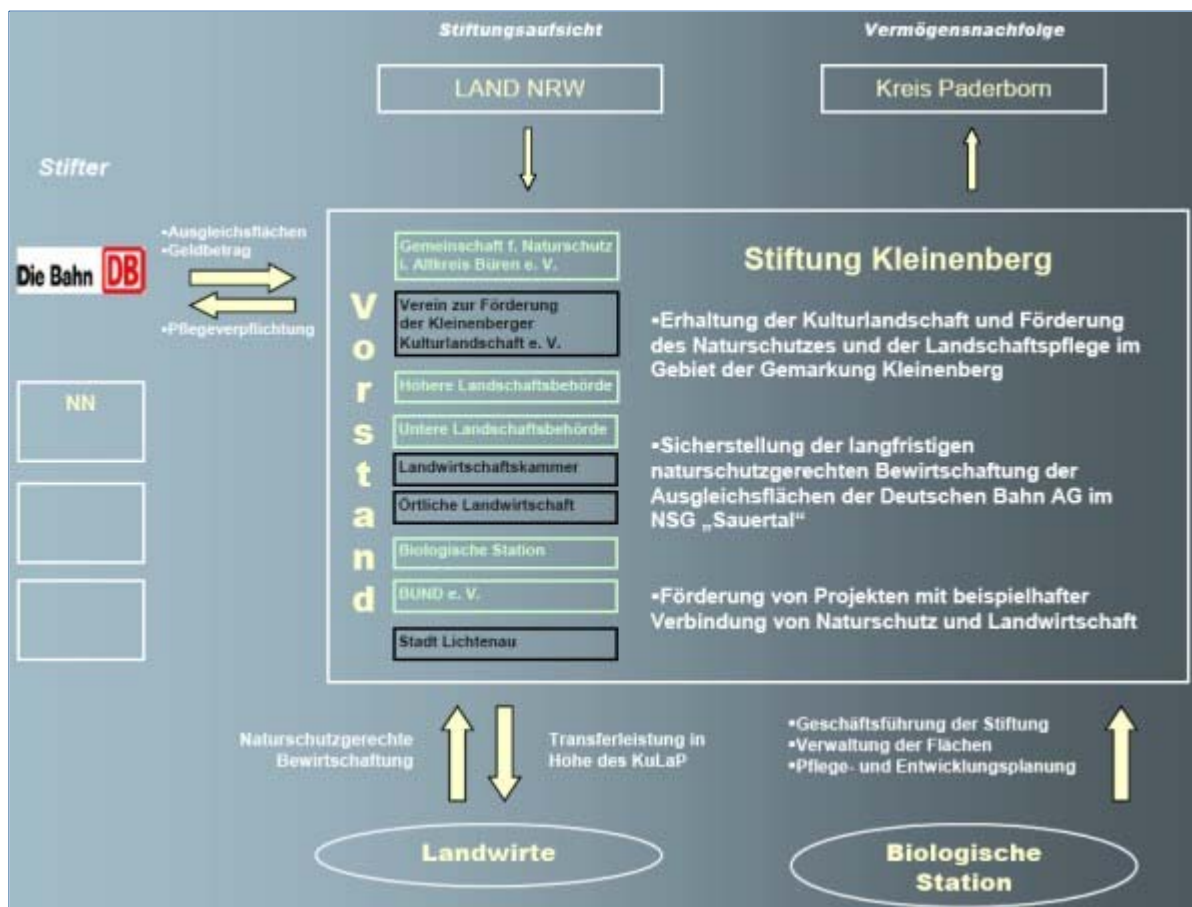 Stiftungsaufsicht
Vermögensnachfolge
LAND NRW
Kreis Paderborn
Stifter
Die Bahn DB
▪Ausgleichsflächen
▪Geldbetrag
▪Pflegeverpflichtung
NN
Vorstand
Gemeinschaft f. Naturschutz
i. Altkreis Büren e. V.
Verein zur Förderung
der Kleinenberger
Kulturlandschaft e. V.
Höhere Landschaftsbehörde
Untere Landschaftsbehörde
Landwirtschaftskammer
Örtliche Landwirtschaft
Biologische Station
BUND e. V.
Stadt Lichtenau
Stiftung Kleinenberg
▪Erhaltung der Kulturlandschaft und Förderung
des Naturschutzes und der Landschaftspflege im
Gebiet der Gemarkung Kleinenberg
▪Sicherstellung der langfristigen
naturschutzgerechten Bewirtschaftung der
Ausgleichsflächen der Deutschen Bahn AG im
NSG „Sauertal“
▪Förderung von Projekten mit beispielhafter
Verbindung von Naturschutz und Landwirtschaft
Naturschutzgerechte
Bewirtschaftung
Transferleistung in
Höhe des KuLaP
▪Geschäftsführung der Stiftung
▪Verwaltung der Flächen
▪Pflege- und Entwicklungsplanung
Landwirte
Biologische
Station